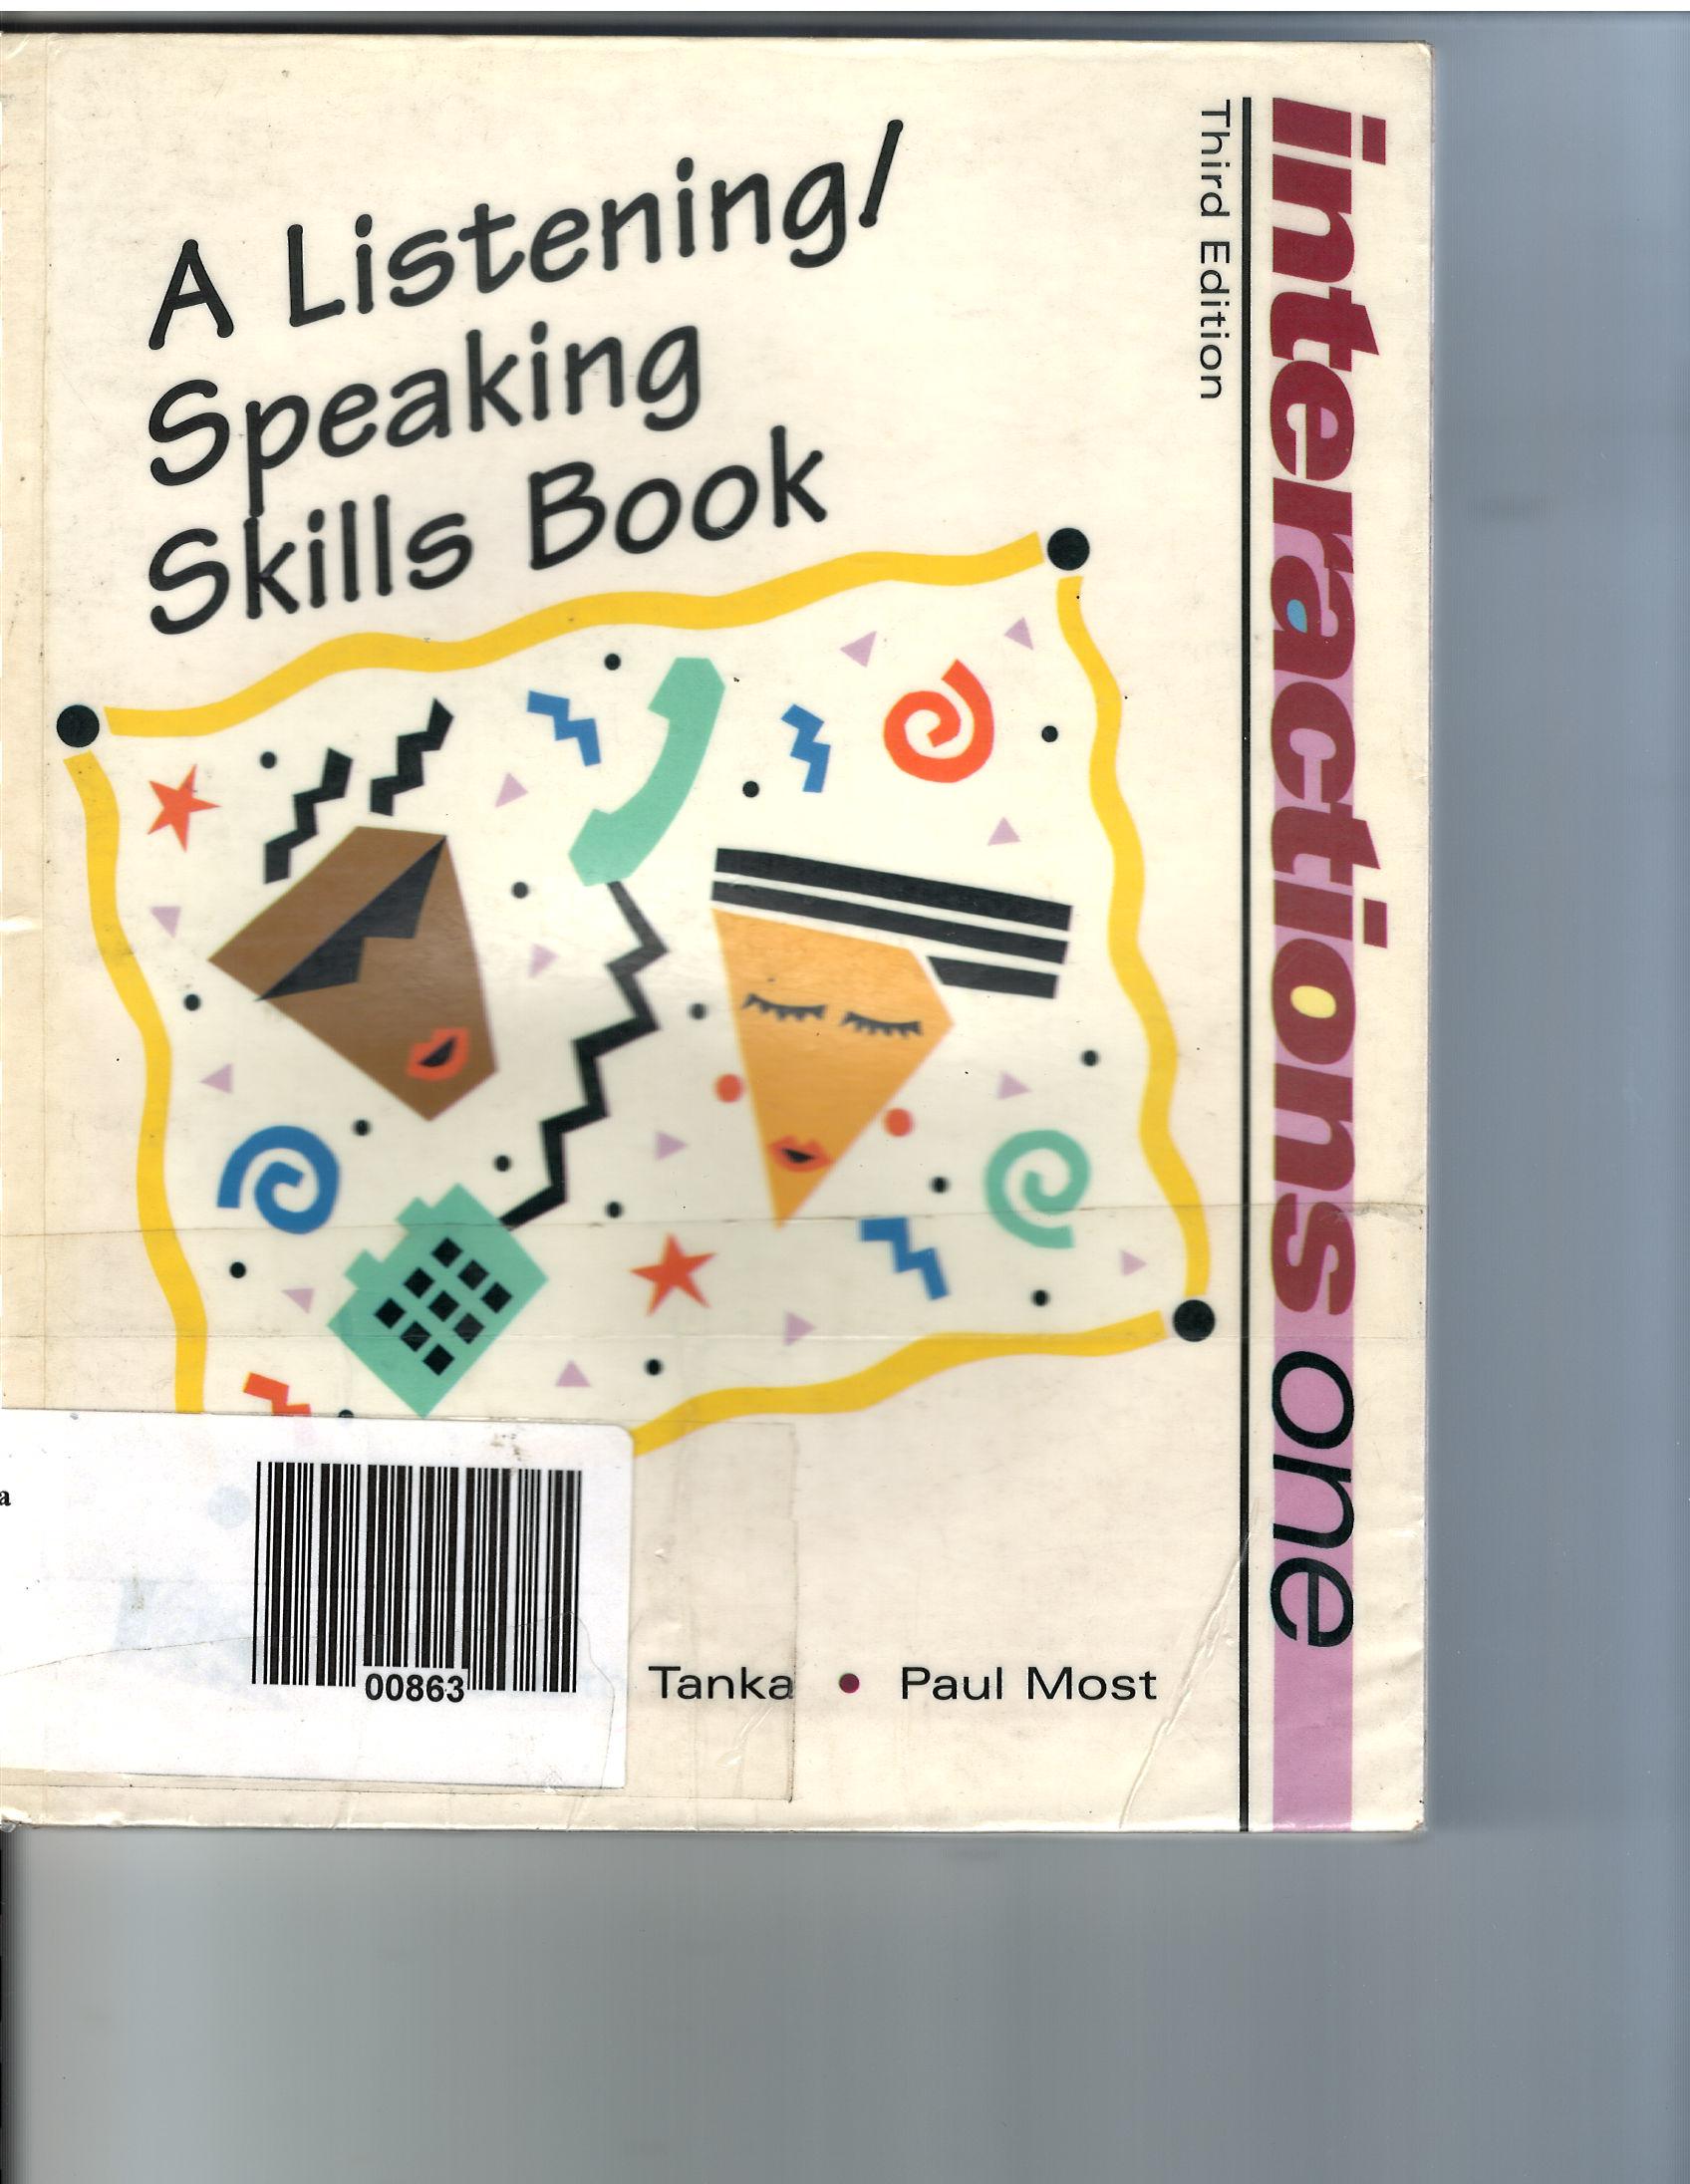 A Listening/
Speaking
Skills Book
interactions one
Third Edition
a
00863
Tanka • Paul Most